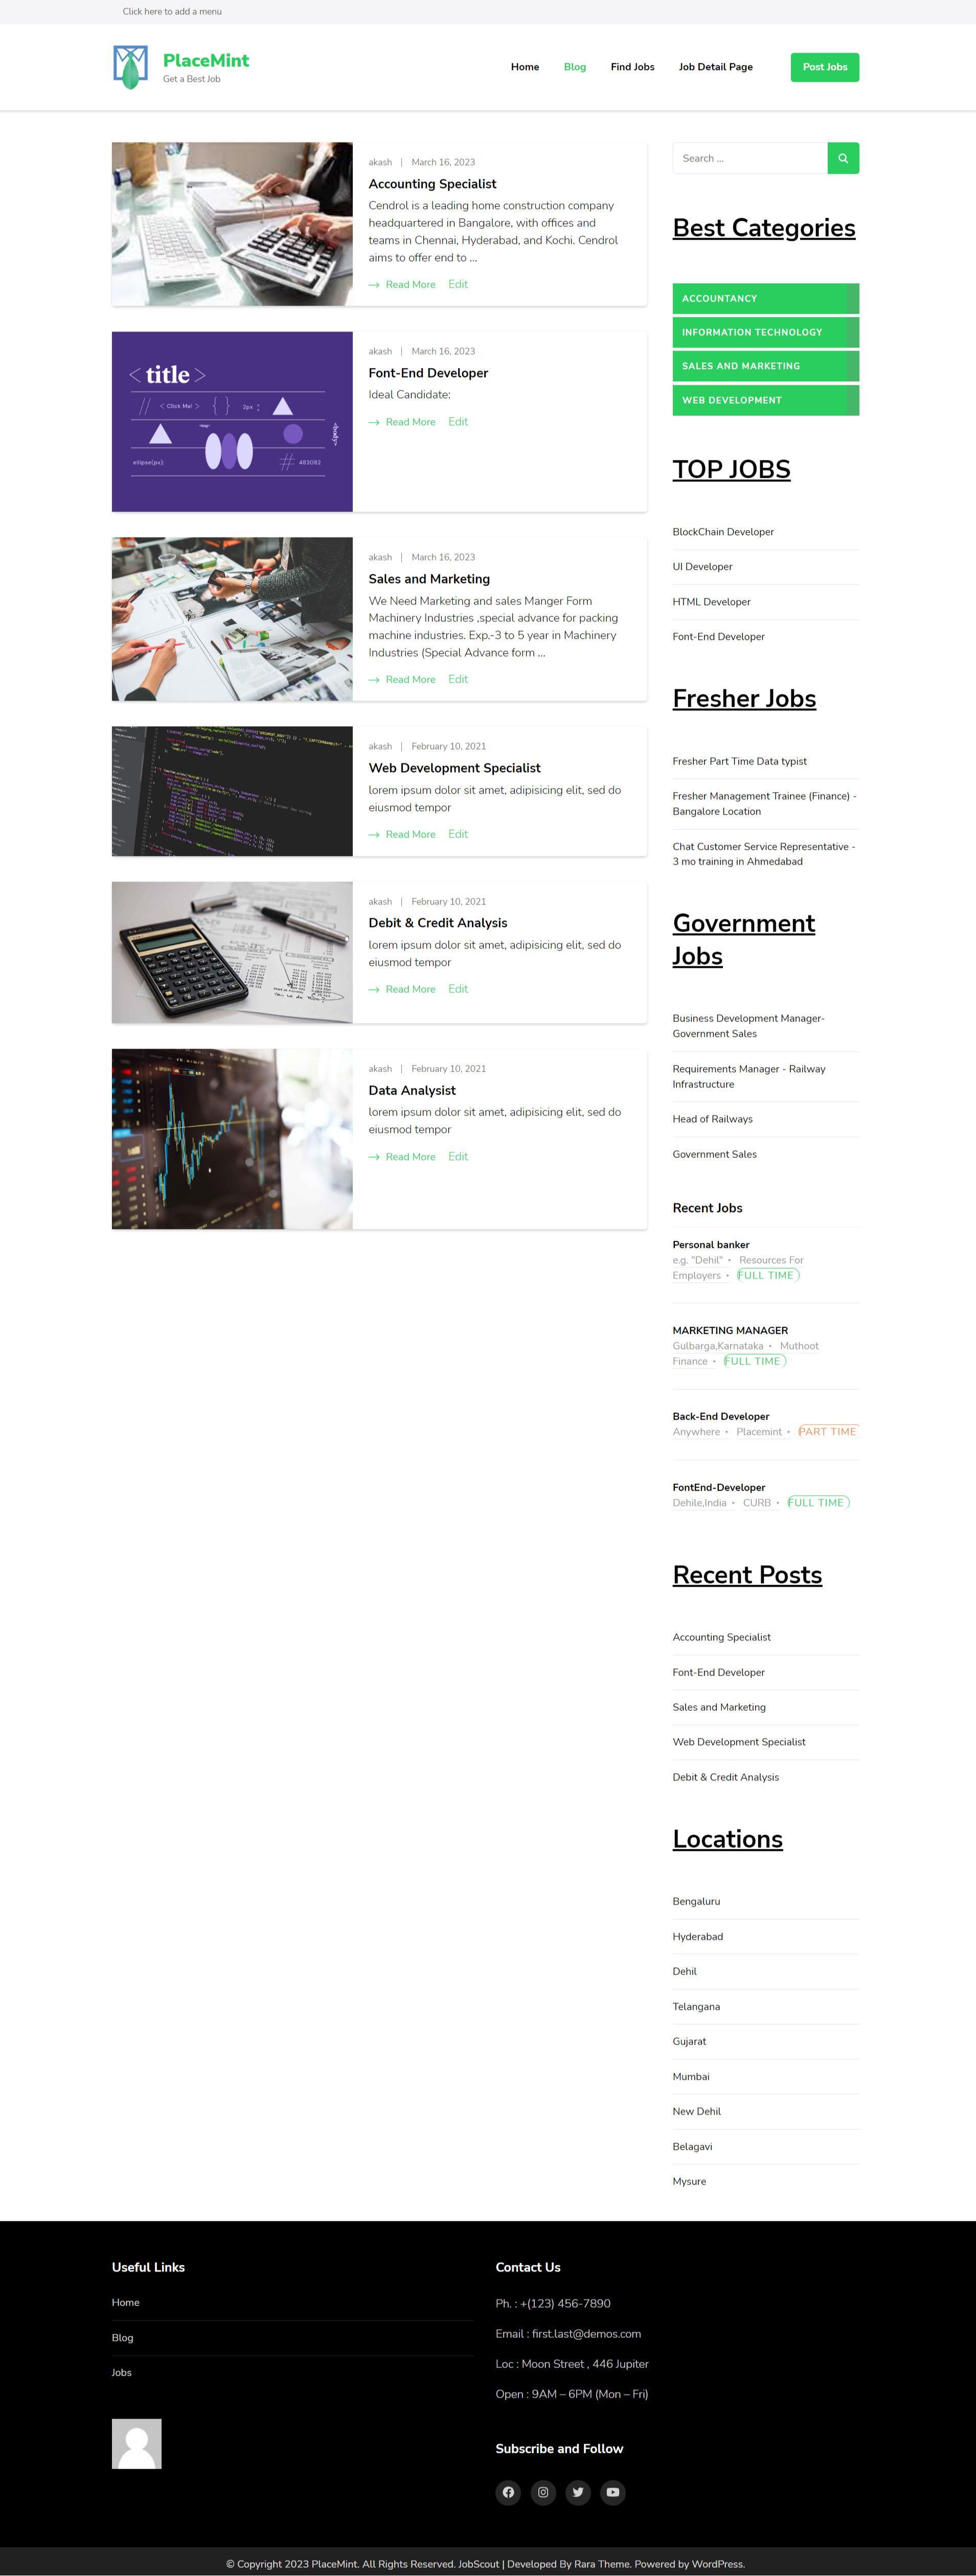 Click here to add a menu
PlaceMint
Get a Best Job
Home
Blog
Find Jobs
Job Detail Page
Post Jobs
akash | March 16, 2023
Accounting Specialist
Cendrol is a leading home construction company
headquartered in Bangalore, with offices and
teams in Chennai, Hyderabad, and Kochi. Cendrol
aims to offer end to ...
Read More Edit
< title >
// < Click Me! > { } 2px :
<body>
ellipse(px);
# 483082
akash | March 16, 2023
Font-End Developer
Ideal Candidate:
Read More Edit
akash | March 16, 2023
Sales and Marketing
We Need Marketing and sales Manger Form
Machinery Industries ,special advance for packing
machine industries. Exp.-3 to 5 year in Machinery
Industries (Special Advance form ...
Read More Edit
akash | February 10, 2021
Web Development Specialist
lorem ipsum dolor sit amet, adipisicing elit, sed do
eiusmod tempor
Read More Edit
akash | February 10, 2021
Debit & Credit Analysis
lorem ipsum dolor sit amet, adipisicing elit, sed do
eiusmod tempor
Read More Edit
akash | February 10, 2021
Data Analysist
lorem ipsum dolor sit amet, adipisicing elit, sed do
eiusmod tempor
Read More Edit
Search ...
Best Categories
ACCOUNTANCY
INFORMATION TECHNOLOGY
SALES AND MARKETING
WEB DEVELOPMENT
TOP JOBS
BlockChain Developer
UI Developer
HTML Developer
Font-End Developer
Fresher Jobs
Fresher Part Time Data typist
Fresher Management Trainee (Finance) -
Bangalore Location
Chat Customer Service Representative -
3 mo training in Ahmedabad
Government
Jobs
Business Development Manager-
Government Sales
Requirements Manager - Railway
Infrastructure
Head of Railways
Government Sales
Recent Jobs
Personal banker
e.g. "Dehil" • Resources For
Employers • FULL TIME
MARKETING MANAGER
Gulbarga,Karnataka • Muthoot
Finance • FULL TIME
Back-End Developer
Anywhere • Placemint • PART TIME
FontEnd-Developer
Dehile,India • CURB • FULL TIME
Recent Posts
Accounting Specialist
Font-End Developer
Sales and Marketing
Web Development Specialist
Debit & Credit Analysis
Locations
Bengaluru
Hyderabad
Dehil
Telangana
Gujarat
Mumbai
New Dehil
Belagavi
Mysure
Useful Links
Home
Blog
Jobs
Contact Us
Ph. : +(123) 456-7890
Email : first.last@demos.com
Loc : Moon Street , 446 Jupiter
Open : 9AM – 6PM (Mon – Fri)
Subscribe and Follow
© Copyright 2023 PlaceMint. All Rights Reserved. JobScout | Developed By Rara Theme. Powered by WordPress.